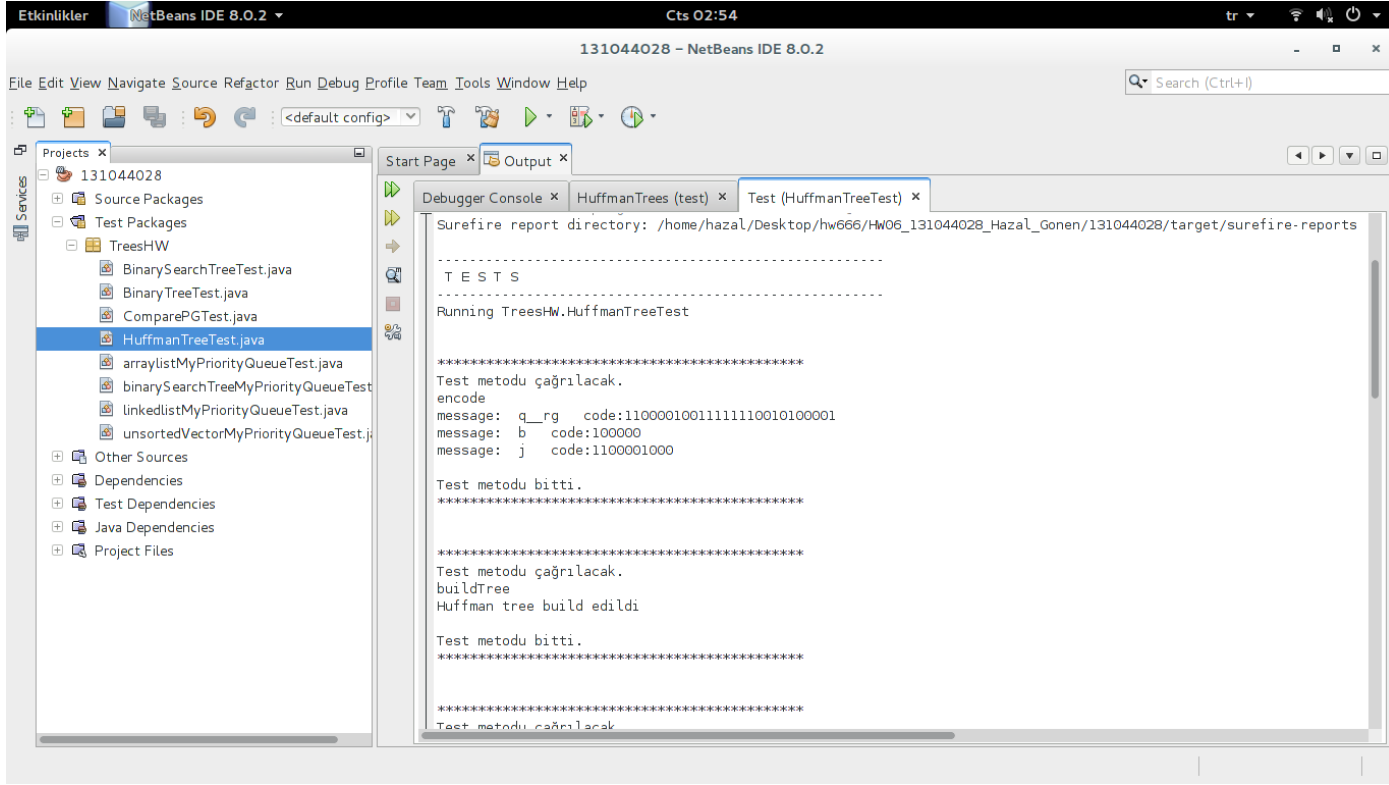 Etkinlikler NetBeans IDE 8.0.2 Cts 02:54 tr
131044028 – NetBeans IDE 8.0.2
File Edit View Navigate Source Refactor Run Debug Profile Team Tools Window Help Search (Ctrl+I)
<default config>
Projects
Services
131044028
Source Packages
Test Packages
TreesHW
BinarySearchTreeTest.java
BinaryTreeTest.java
ComparePGTest.java
HuffmanTreeTest.java
arraylistMyPriorityQueueTest.java
binarySearchTreeMyPriorityQueueTest
linkedlistMyPriorityQueueTest.java
unsortedVectorMyPriorityQueueTest.ja
Other Sources
Dependencies
Test Dependencies
Java Dependencies
Project Files
Start Page Output
Debugger Console HuffmanTrees (test) Test (HuffmanTreeTest)
Surefire report directory: /home/hazal/Desktop/hw666/HW06_131044028_Hazal_Gonen/131044028/target/surefire-reports
-------------------------------------------------------
T E S T S
-------------------------------------------------------
Running TreesHW.HuffmanTreeTest
*********************************************
Test metodu çağrılacak.
encode
message: q__rg code:11000010011111110010100001
message: b code:100000
message: j code:1100001000
Test metodu bitti.
*********************************************
*********************************************
Test metodu çağrılacak.
buildTree
Huffman tree build edildi
Test metodu bitti.
*********************************************
*********************************************
Test metodu çağrılacak.